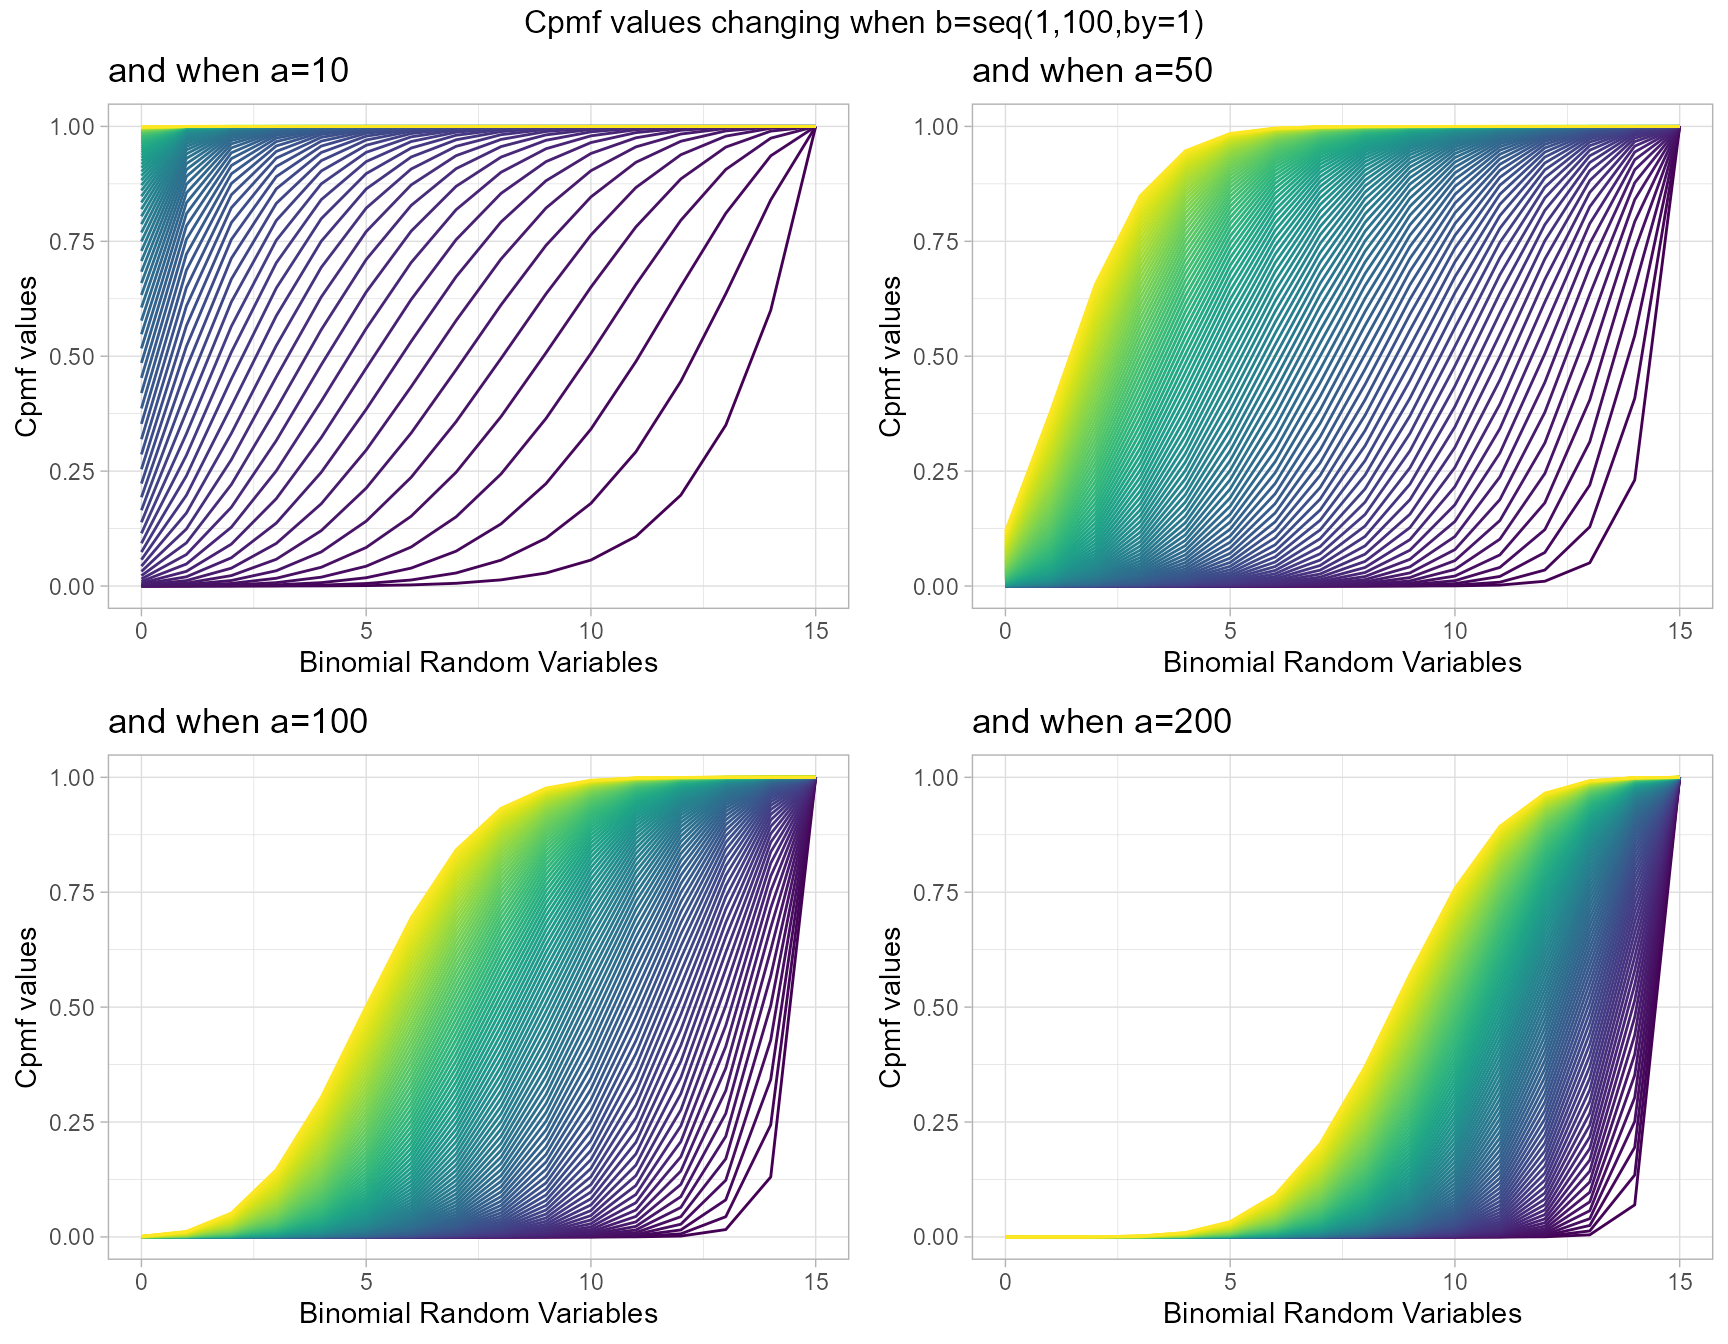 Cpmf values changing when b=seq(1,100,by=1)
and when a=10
Cpmf values
1.00
0.75
0.50
0.25
0.00
0 5 10 15
Binomial Random Variables
and when a=50
Cpmf values
1.00
0.75
0.50
0.25
0.00
0 5 10 15
Binomial Random Variables
and when a=100
Cpmf values
1.00
0.75
0.50
0.25
0.00
0 5 10 15
Binomial Random Variables
and when a=200
Cpmf values
1.00
0.75
0.50
0.25
0.00
0 5 10 15
Binomial Random Variables